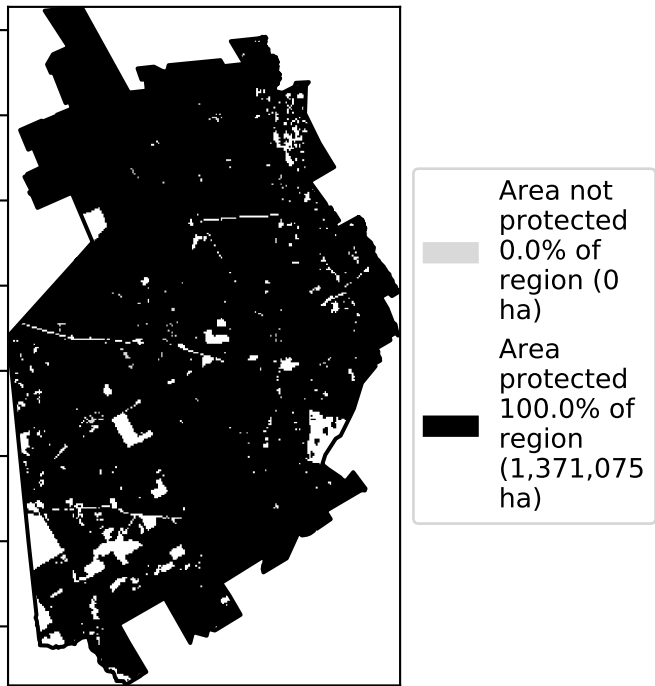 Area not
protected
0.0% of
region (0
ha)
Area
protected
100.0% of
region
(1,371,075
ha)